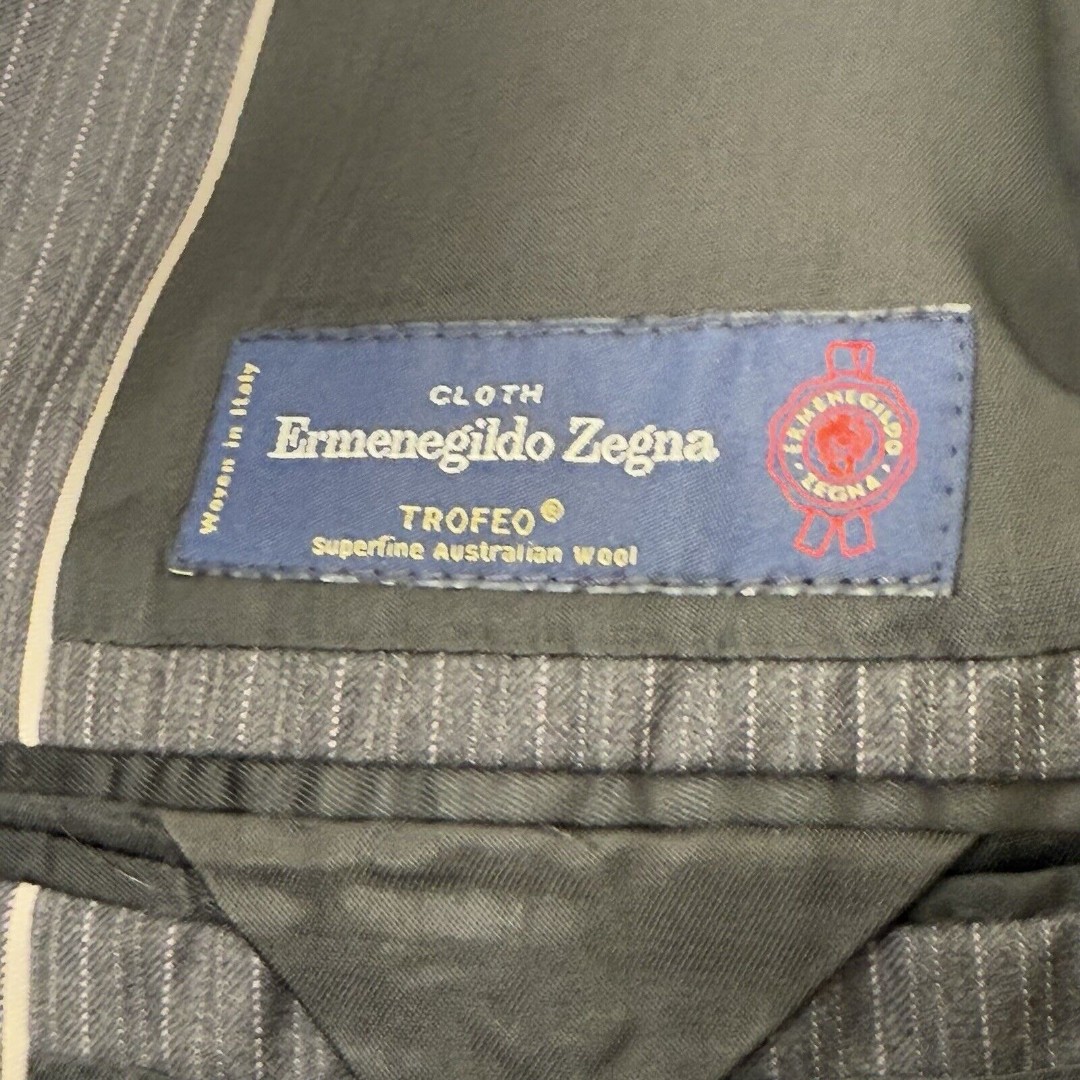 Woven in Italy
CLOTH
Ermenegildo Zegna
TROFEO®
Superfine Australian Wool
ERMENEGILDO
ZEGNA